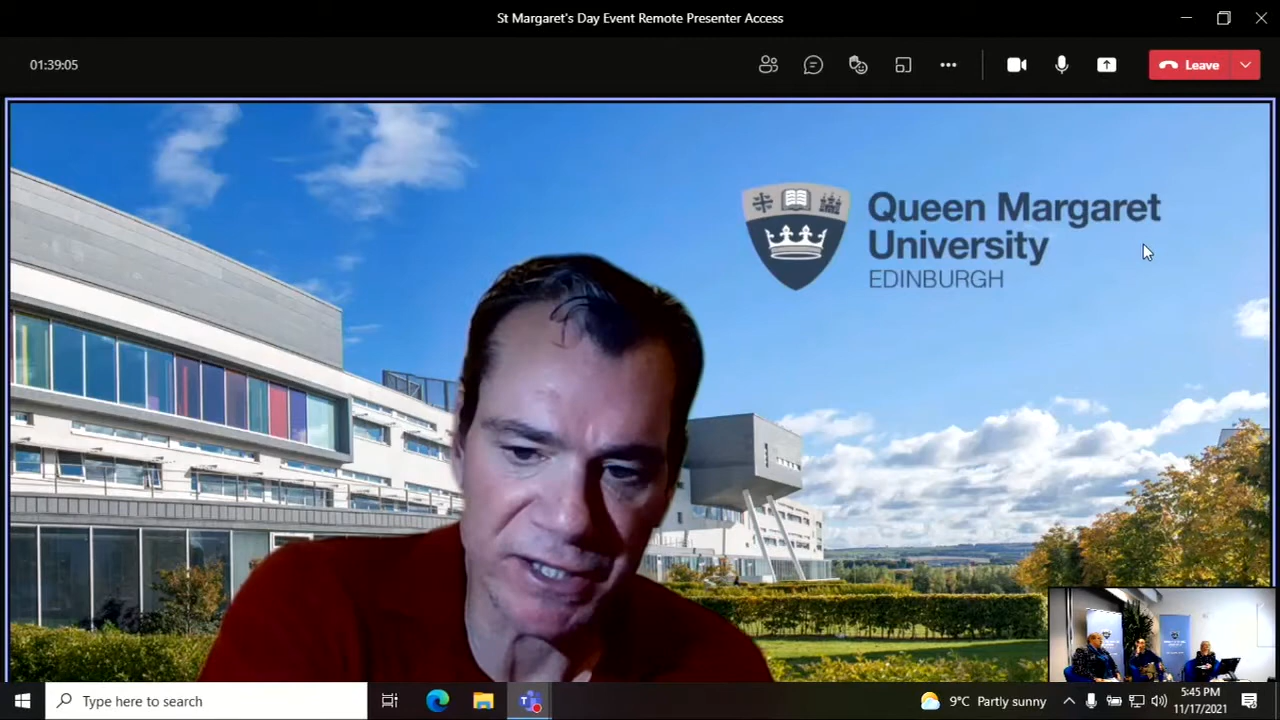 St Margaret's Day Event Remote Presenter Access
01:39:05
Leave
Queen Margaret
University
EDINBURGH
Type here to search
9°C Partly sunny
5:45 PM
11/17/2021